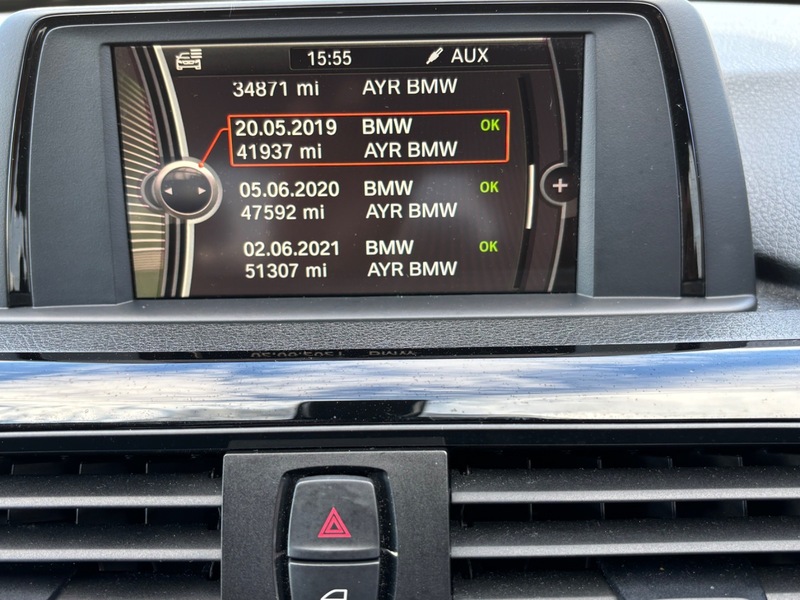 15:55 AUX
34871 mi AYR BMW
20.05.2019 BMW OK
41937 mi AYR BMW
05.06.2020 BMW OK
47592 mi AYR BMW
02.06.2021 BMW OK
51307 mi AYR BMW